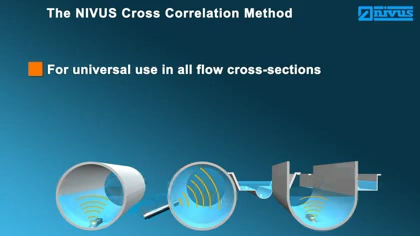 The NIVUS Cross Correlation Method
nivus
For universal use in all flow cross-sections